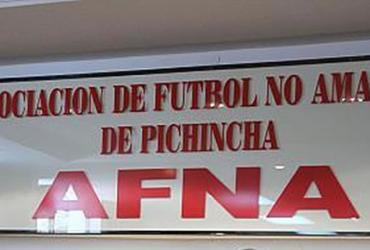 OCIACION DE FUTBOL NO AMA
DE PICHINCHA
AFNA